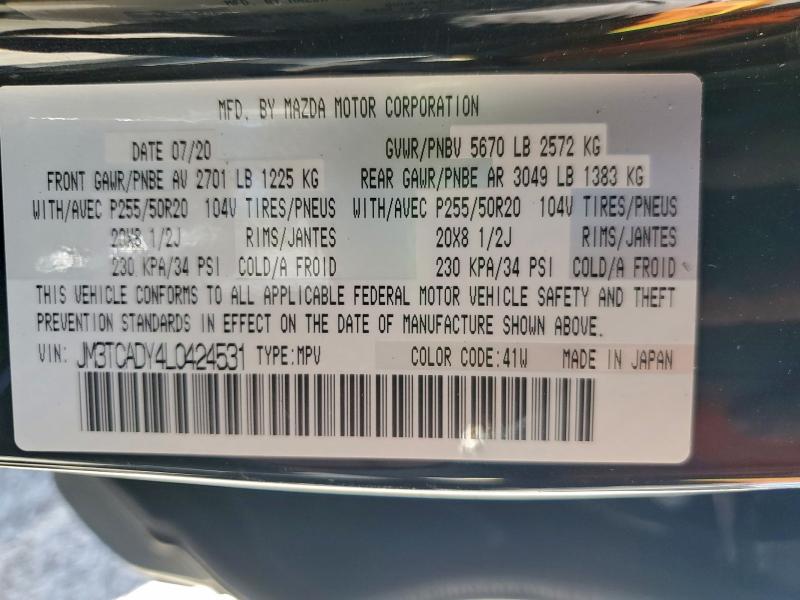 MFD. BY MAZDA MOTOR CORPORATION
DATE 07/20 GVWR/PNBV 5670 LB 2572 KG
FRONT GAWR/PNBE AV 2701 LB 1225 KG REAR GAWR/PNBE AR 3049 LB 1383 KG
WITH/AVEC P255/50R20 104V TIRES/PNEUS WITH/AVEC P255/50R20 104V TIRES/PNEUS
20X8 1/2J RIMS/JANTES 20X8 1/2J RIMS/JANTES
230 KPA/34 PSI COLD/A FROID 230 KPA/34 PSI COLD/A FROID
THIS VEHICLE CONFORMS TO ALL APPLICABLE FEDERAL MOTOR VEHICLE SAFETY AND THEFT
PREVENTION STANDARDS IN EFFECT ON THE DATE OF MANUFACTURE SHOWN ABOVE.
VIN: JM3TCADY4L0424531 TYPE:MPV COLOR CODE:41W MADE IN JAPAN